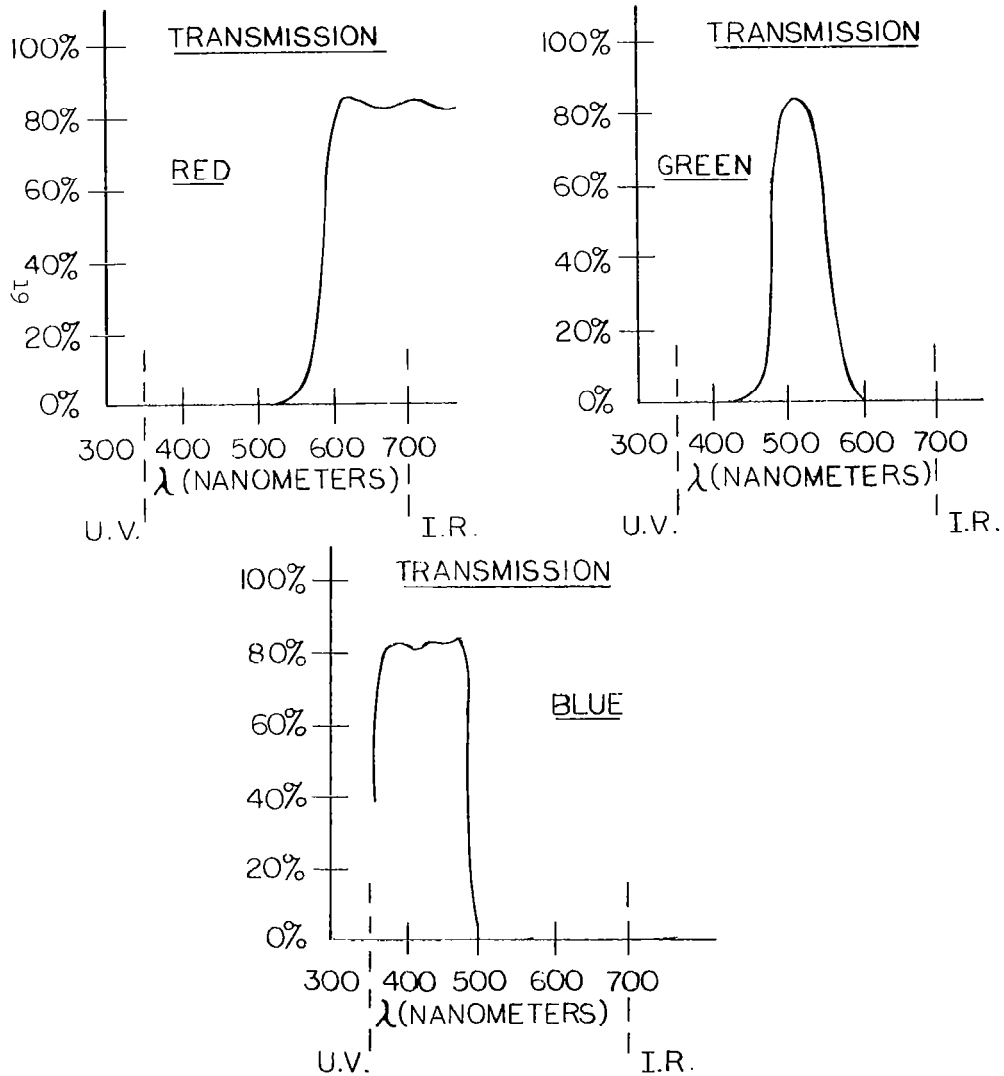 TRANSMISSION
100%
80%
RED
60%
40%
19
20%
0%
300 400 500 600 700
λ (NANOMETERS)
U.V. I.R.
TRANSMISSION
100%
80%
GREEN
60%
40%
20%
0%
300 400 500 600 700
λ (NANOMETERS)
U.V. I.R.
TRANSMISSION
100%
80%
BLUE
60%
40%
20%
0%
300 400 500 600 700
λ (NANOMETERS)
U.V. I.R.